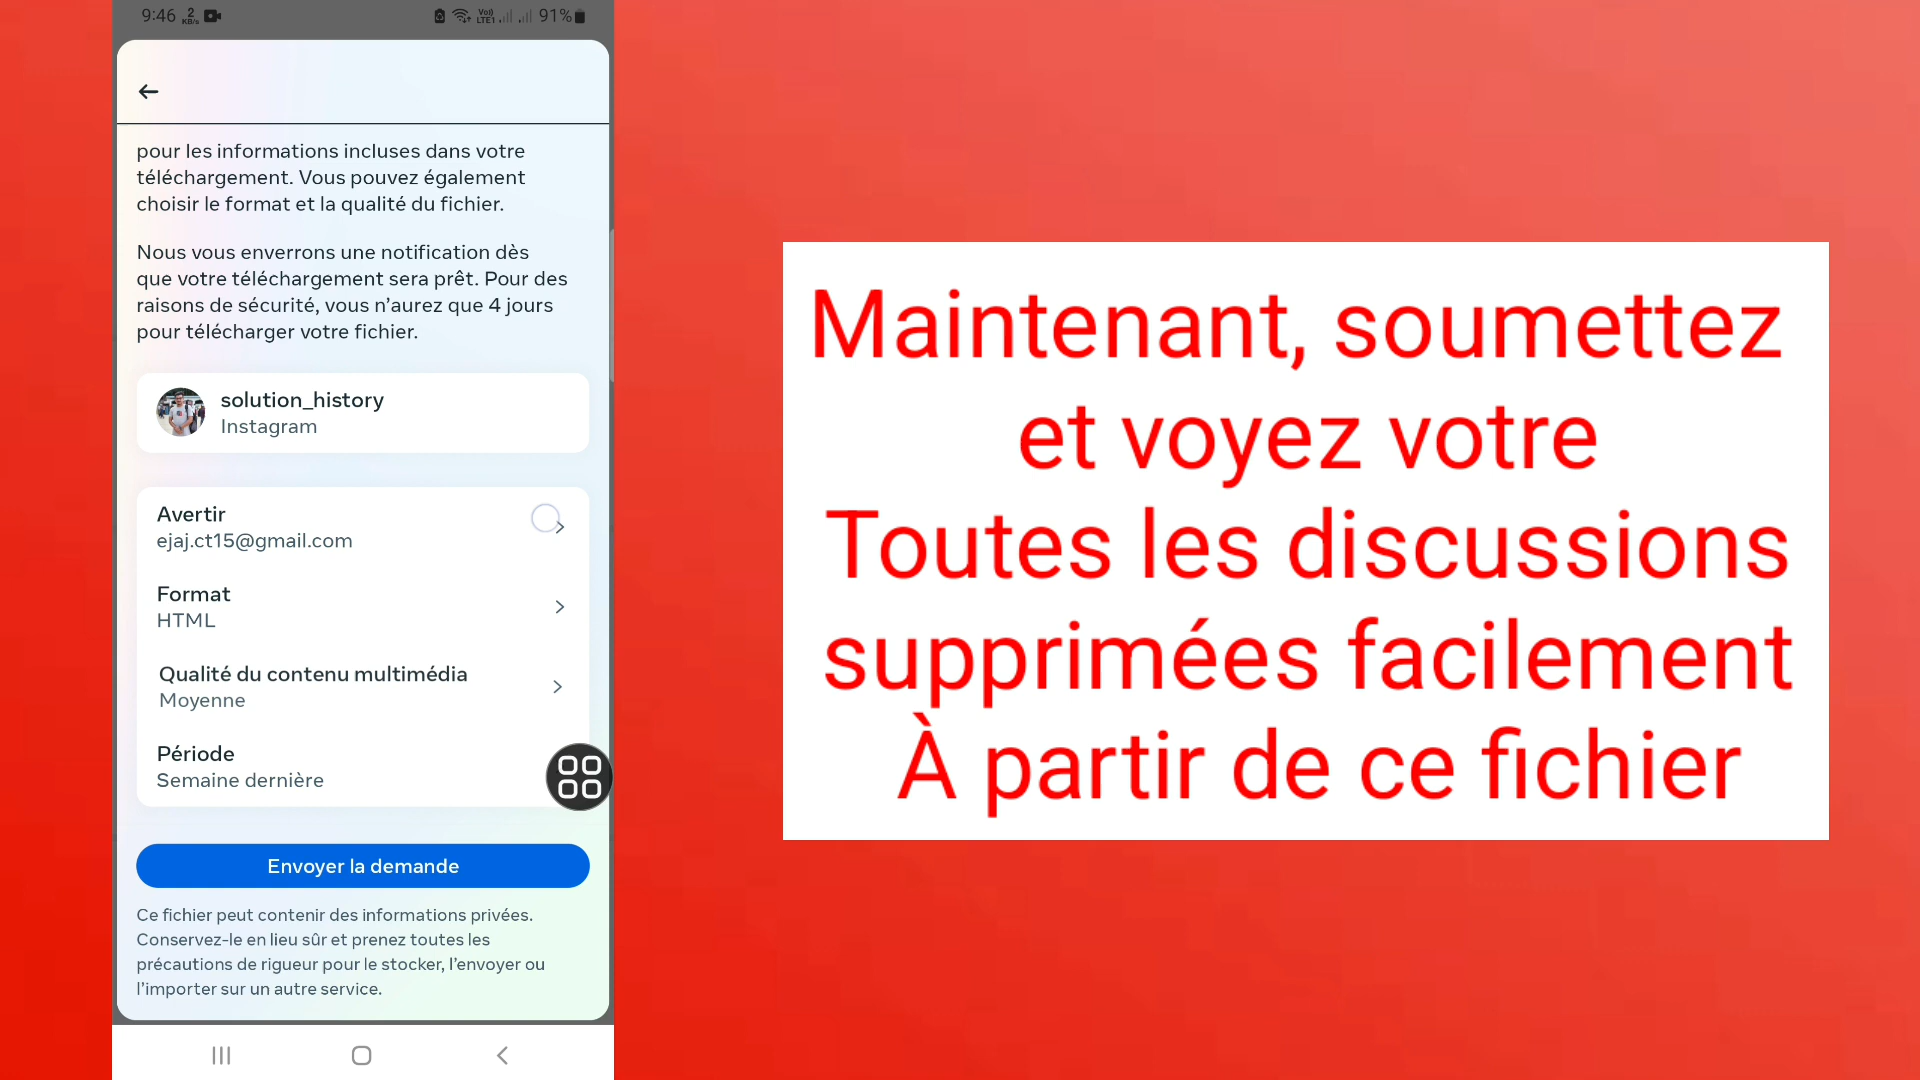 9:46 2 KB/s Vo)) LTE1 91%
pour les informations incluses dans votre
téléchargement. Vous pouvez également
choisir le format et la qualité du fichier.
Nous vous enverrons une notification dès
que votre téléchargement sera prêt. Pour des
raisons de sécurité, vous n’aurez que 4 jours
pour télécharger votre fichier.
solution_history
Instagram
Avertir
ejaj.ct15@gmail.com
Format
HTML
Qualité du contenu multimédia
Moyenne
Période
Semaine dernière
Envoyer la demande
Ce fichier peut contenir des informations privées.
Conservez-le en lieu sûr et prenez toutes les
précautions de rigueur pour le stocker, l’envoyer ou
l’importer sur un autre service.
Maintenant, soumettez
et voyez votre
Toutes les discussions
supprimées facilement
À partir de ce fichier